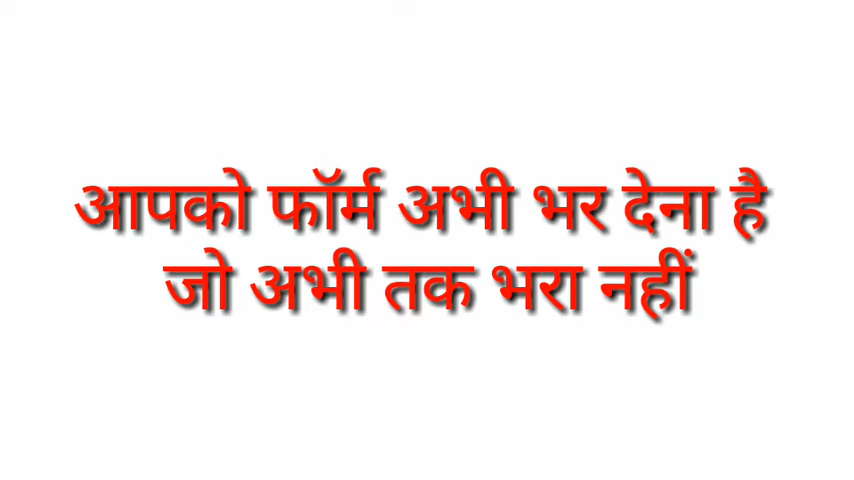 आपको फॉर्म अभी भर देना है
जो अभी तक भरा नहीं